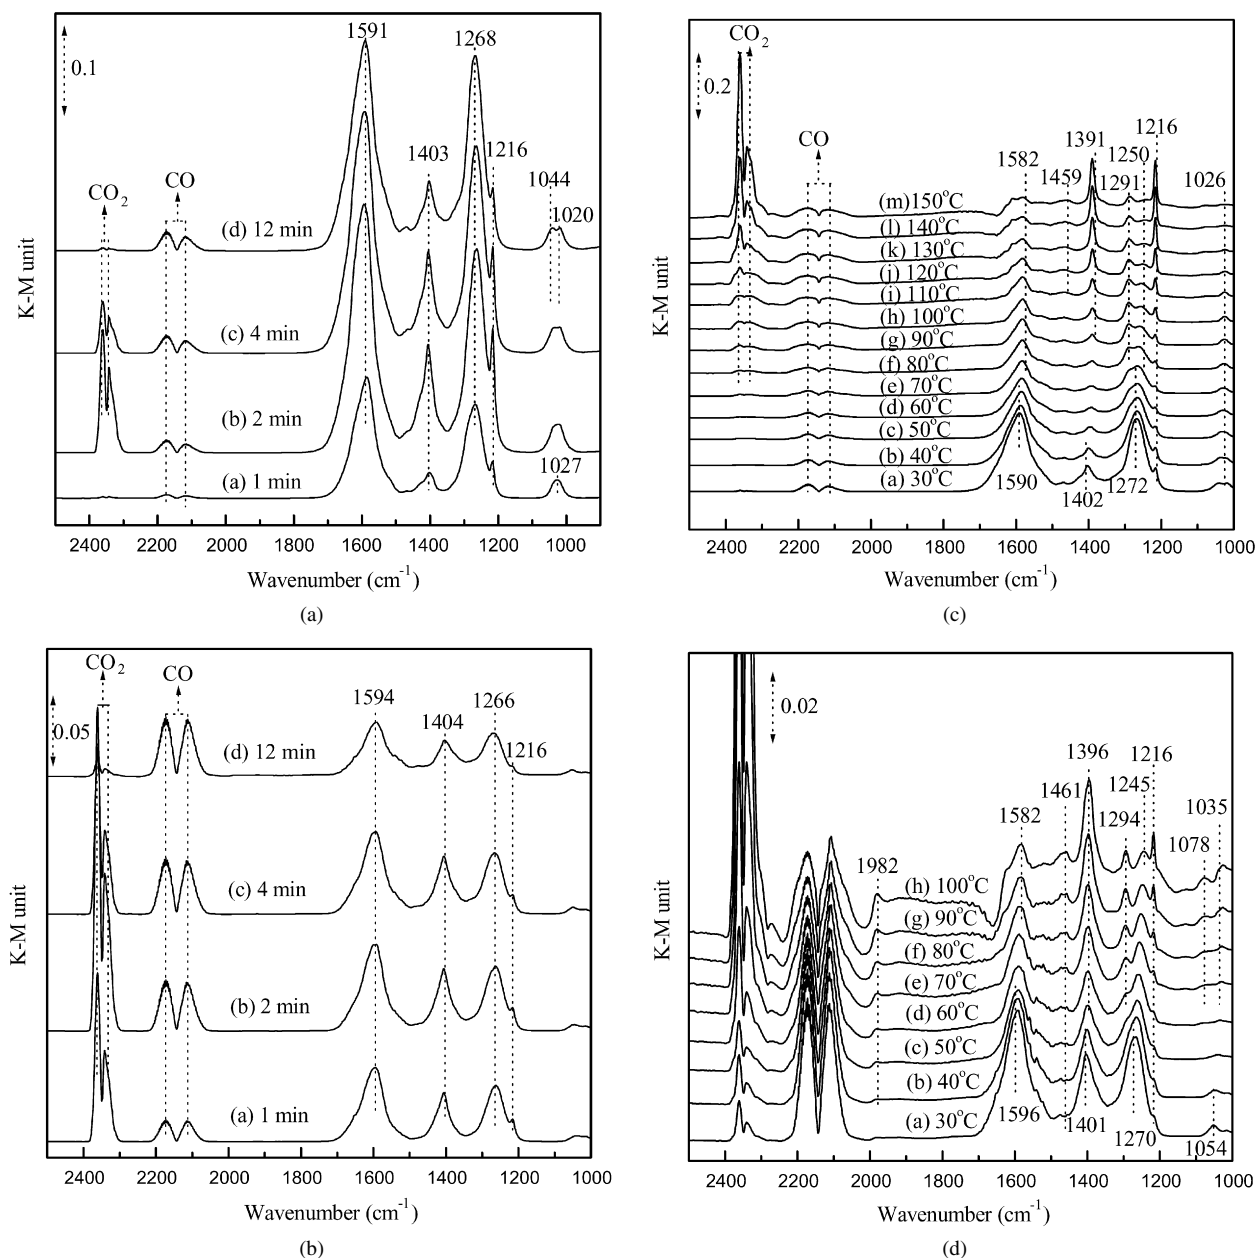 K-M unit
0.1
CO2
CO
1591
1268
1403
1216
1044
1020
1027
(d) 12 min
(c) 4 min
(b) 2 min
(a) 1 min
2400 2200 2000 1800 1600 1400 1200 1000
Wavenumber (cm-1)
(a)
K-M unit
0.2
CO2
CO
1582
1459
1391
1291
1250
1216
1026
(m)150°C
(l) 140°C
(k) 130°C
(j) 120°C
(i) 110°C
(h) 100°C
(g) 90°C
(f) 80°C
(e) 70°C
(d) 60°C
(c) 50°C
(b) 40°C
(a) 30°C
1590
1402
1272
2400 2200 2000 1800 1600 1400 1200 1000
Wavenumber (cm-1)
(c)
K-M unit
0.05
CO2
CO
1594
1404
1266
1216
(d) 12 min
(c) 4 min
(b) 2 min
(a) 1 min
2400 2200 2000 1800 1600 1400 1200 1000
Wavenumber (cm-1)
(b)
K-M unit
0.02
1982
1582
1461
1396
1294
1245
1216
1078
1035
(h) 100°C
(g) 90°C
(f) 80°C
(e) 70°C
(d) 60°C
(c) 50°C
(b) 40°C
(a) 30°C
1596
1401
1270
1054
2400 2200 2000 1800 1600 1400 1200 1000
Wavenumber (cm-1)
(d)